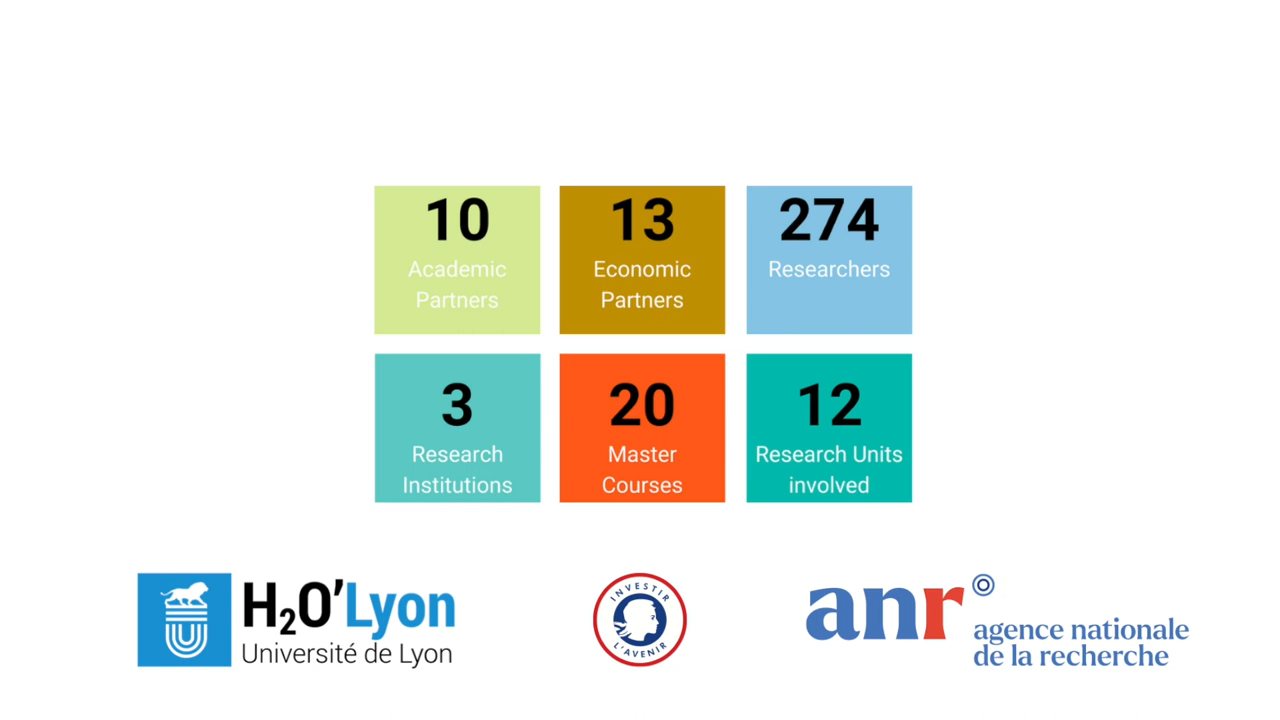 10
Academic
Partners
13
Economic
Partners
274
Researchers
3
Research
Institutions
20
Master
Courses
12
Research Units
involved
H₂O'Lyon
Université de Lyon
INVESTIR
L'AVENIR
anr
agence nationale
de la recherche